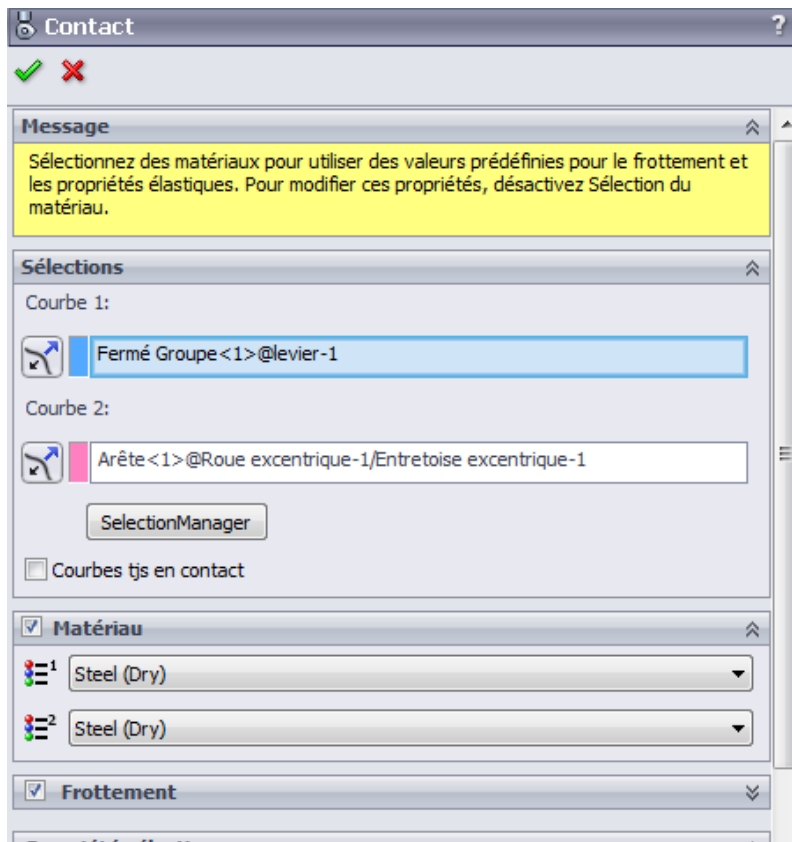 Contact
?
Message
Sélectionnez des matériaux pour utiliser des valeurs prédéfinies pour le frottement et
les propriétés élastiques. Pour modifier ces propriétés, désactivez Sélection du
matériau.
Sélections
Courbe 1:
Fermé Groupe<1>@levier-1
Courbe 2:
Arête<1>@Roue excentrique-1/Entretoise excentrique-1
SelectionManager
Courbes tjs en contact
Matériau
1
Steel (Dry)
2
Steel (Dry)
Frottement